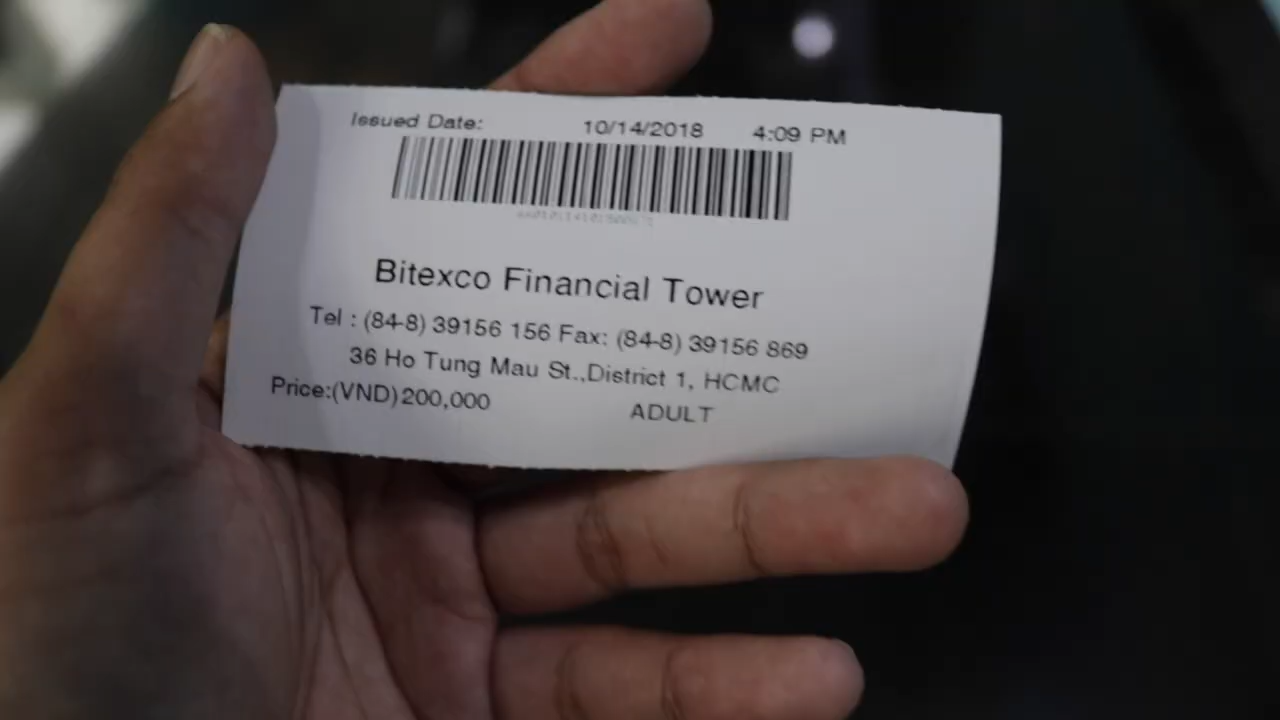 Issued Date: 10/14/2018 4:09 PM
Bitexco Financial Tower
Tel : (84-8) 39156 156 Fax: (84-8) 39156 869
36 Ho Tung Mau St.,District 1, HCMC
Price:(VND)200,000 ADULT